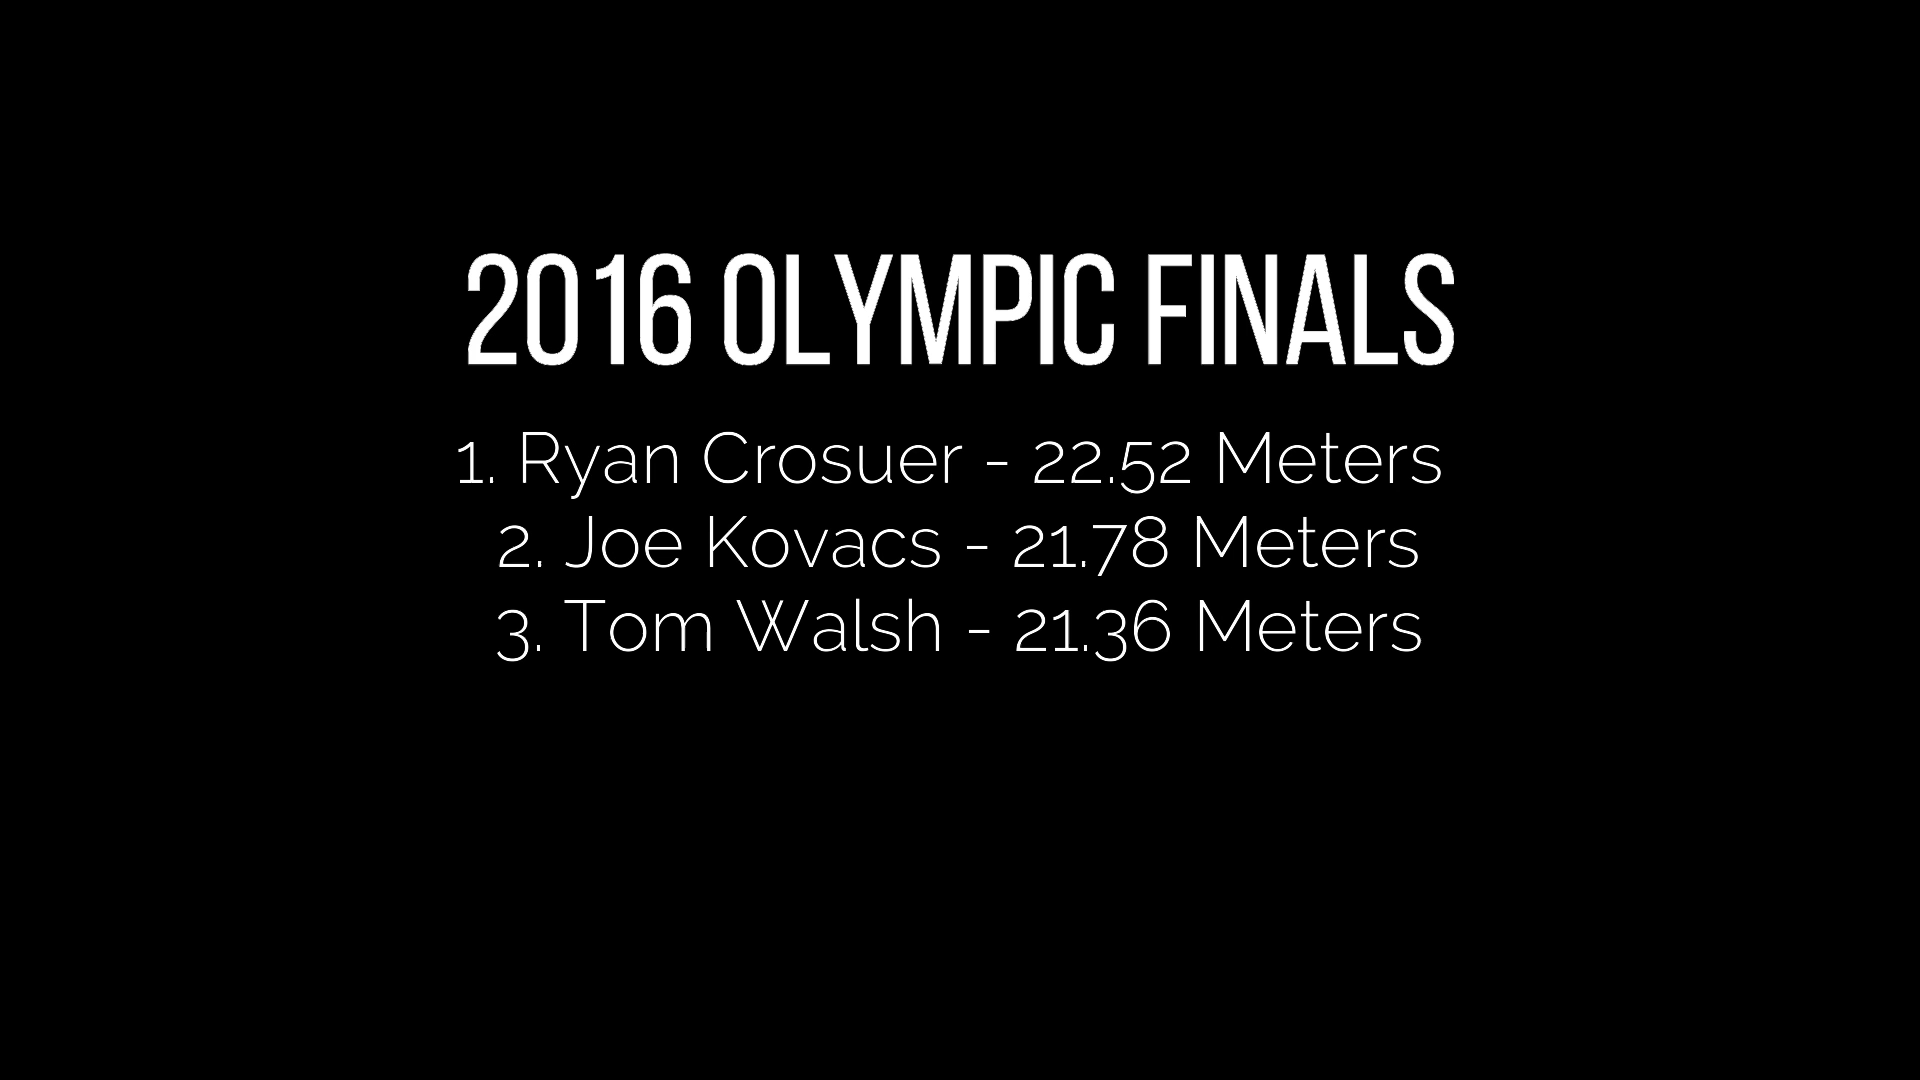 2016 OLYMPIC FINALS
1. Ryan Crosuer - 22.52 Meters
2. Joe Kovacs - 21.78 Meters
3. Tom Walsh - 21.36 Meters